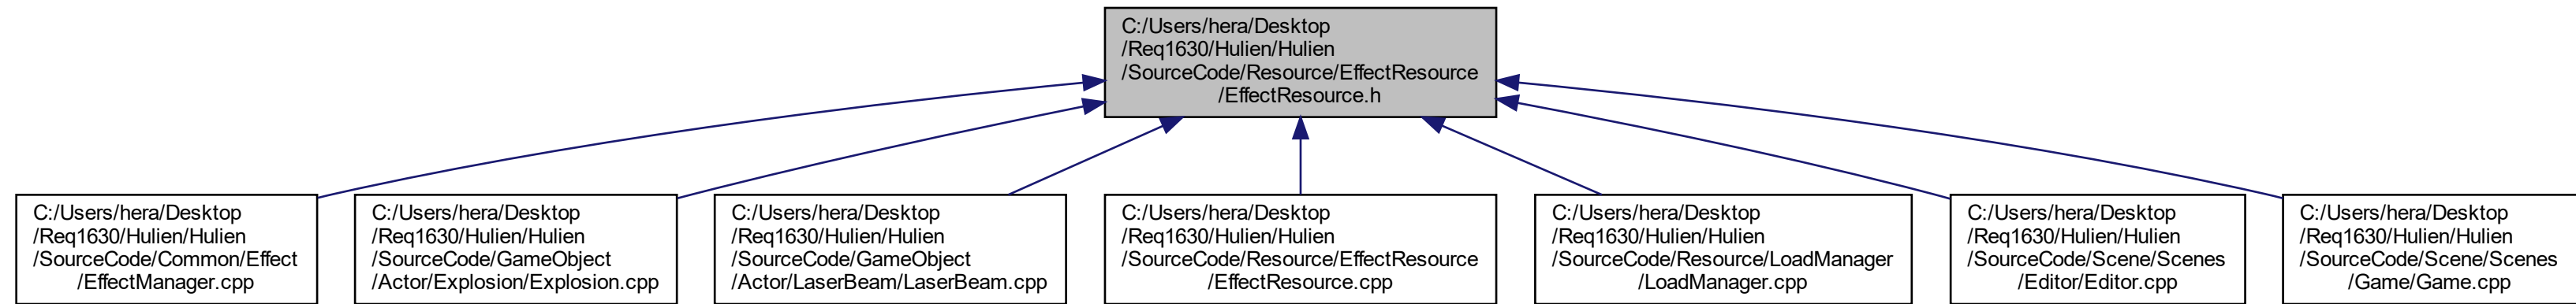 C:/Users/hera/Desktop
/Req1630/Hulien/Hulien
/SourceCode/Resource/EffectResource
/EffectResource.h
C:/Users/hera/Desktop
/Req1630/Hulien/Hulien
/SourceCode/Common/Effect
/EffectManager.cpp
C:/Users/hera/Desktop
/Req1630/Hulien/Hulien
/SourceCode/GameObject
/Actor/Explosion/Explosion.cpp
C:/Users/hera/Desktop
/Req1630/Hulien/Hulien
/SourceCode/GameObject
/Actor/LaserBeam/LaserBeam.cpp
C:/Users/hera/Desktop
/Req1630/Hulien/Hulien
/SourceCode/Resource/EffectResource
/EffectResource.cpp
C:/Users/hera/Desktop
/Req1630/Hulien/Hulien
/SourceCode/Resource/LoadManager
/LoadManager.cpp
C:/Users/hera/Desktop
/Req1630/Hulien/Hulien
/SourceCode/Scene/Scenes
/Editor/Editor.cpp
C:/Users/hera/Desktop
/Req1630/Hulien/Hulien
/SourceCode/Scene/Scenes
/Game/Game.cpp